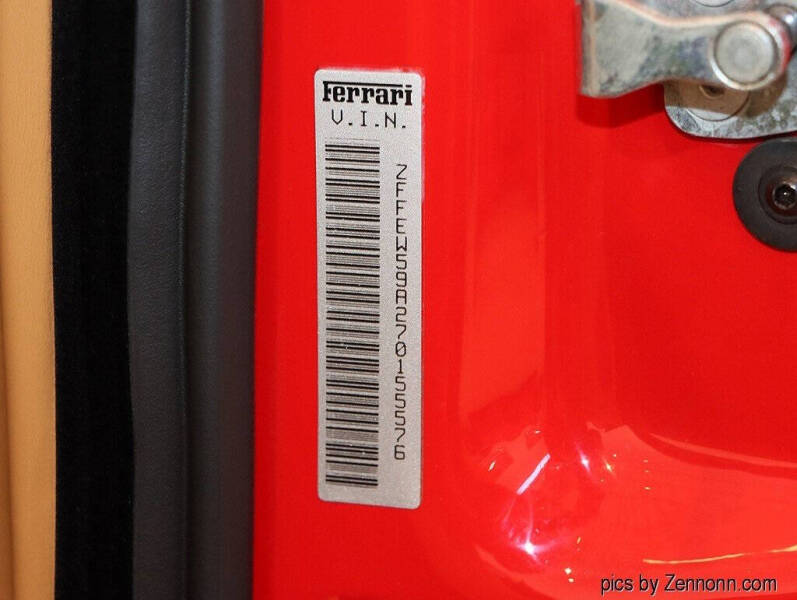 Ferrari
V.I.N.
ZFFEW59A270155576
pics by Zennonn.com